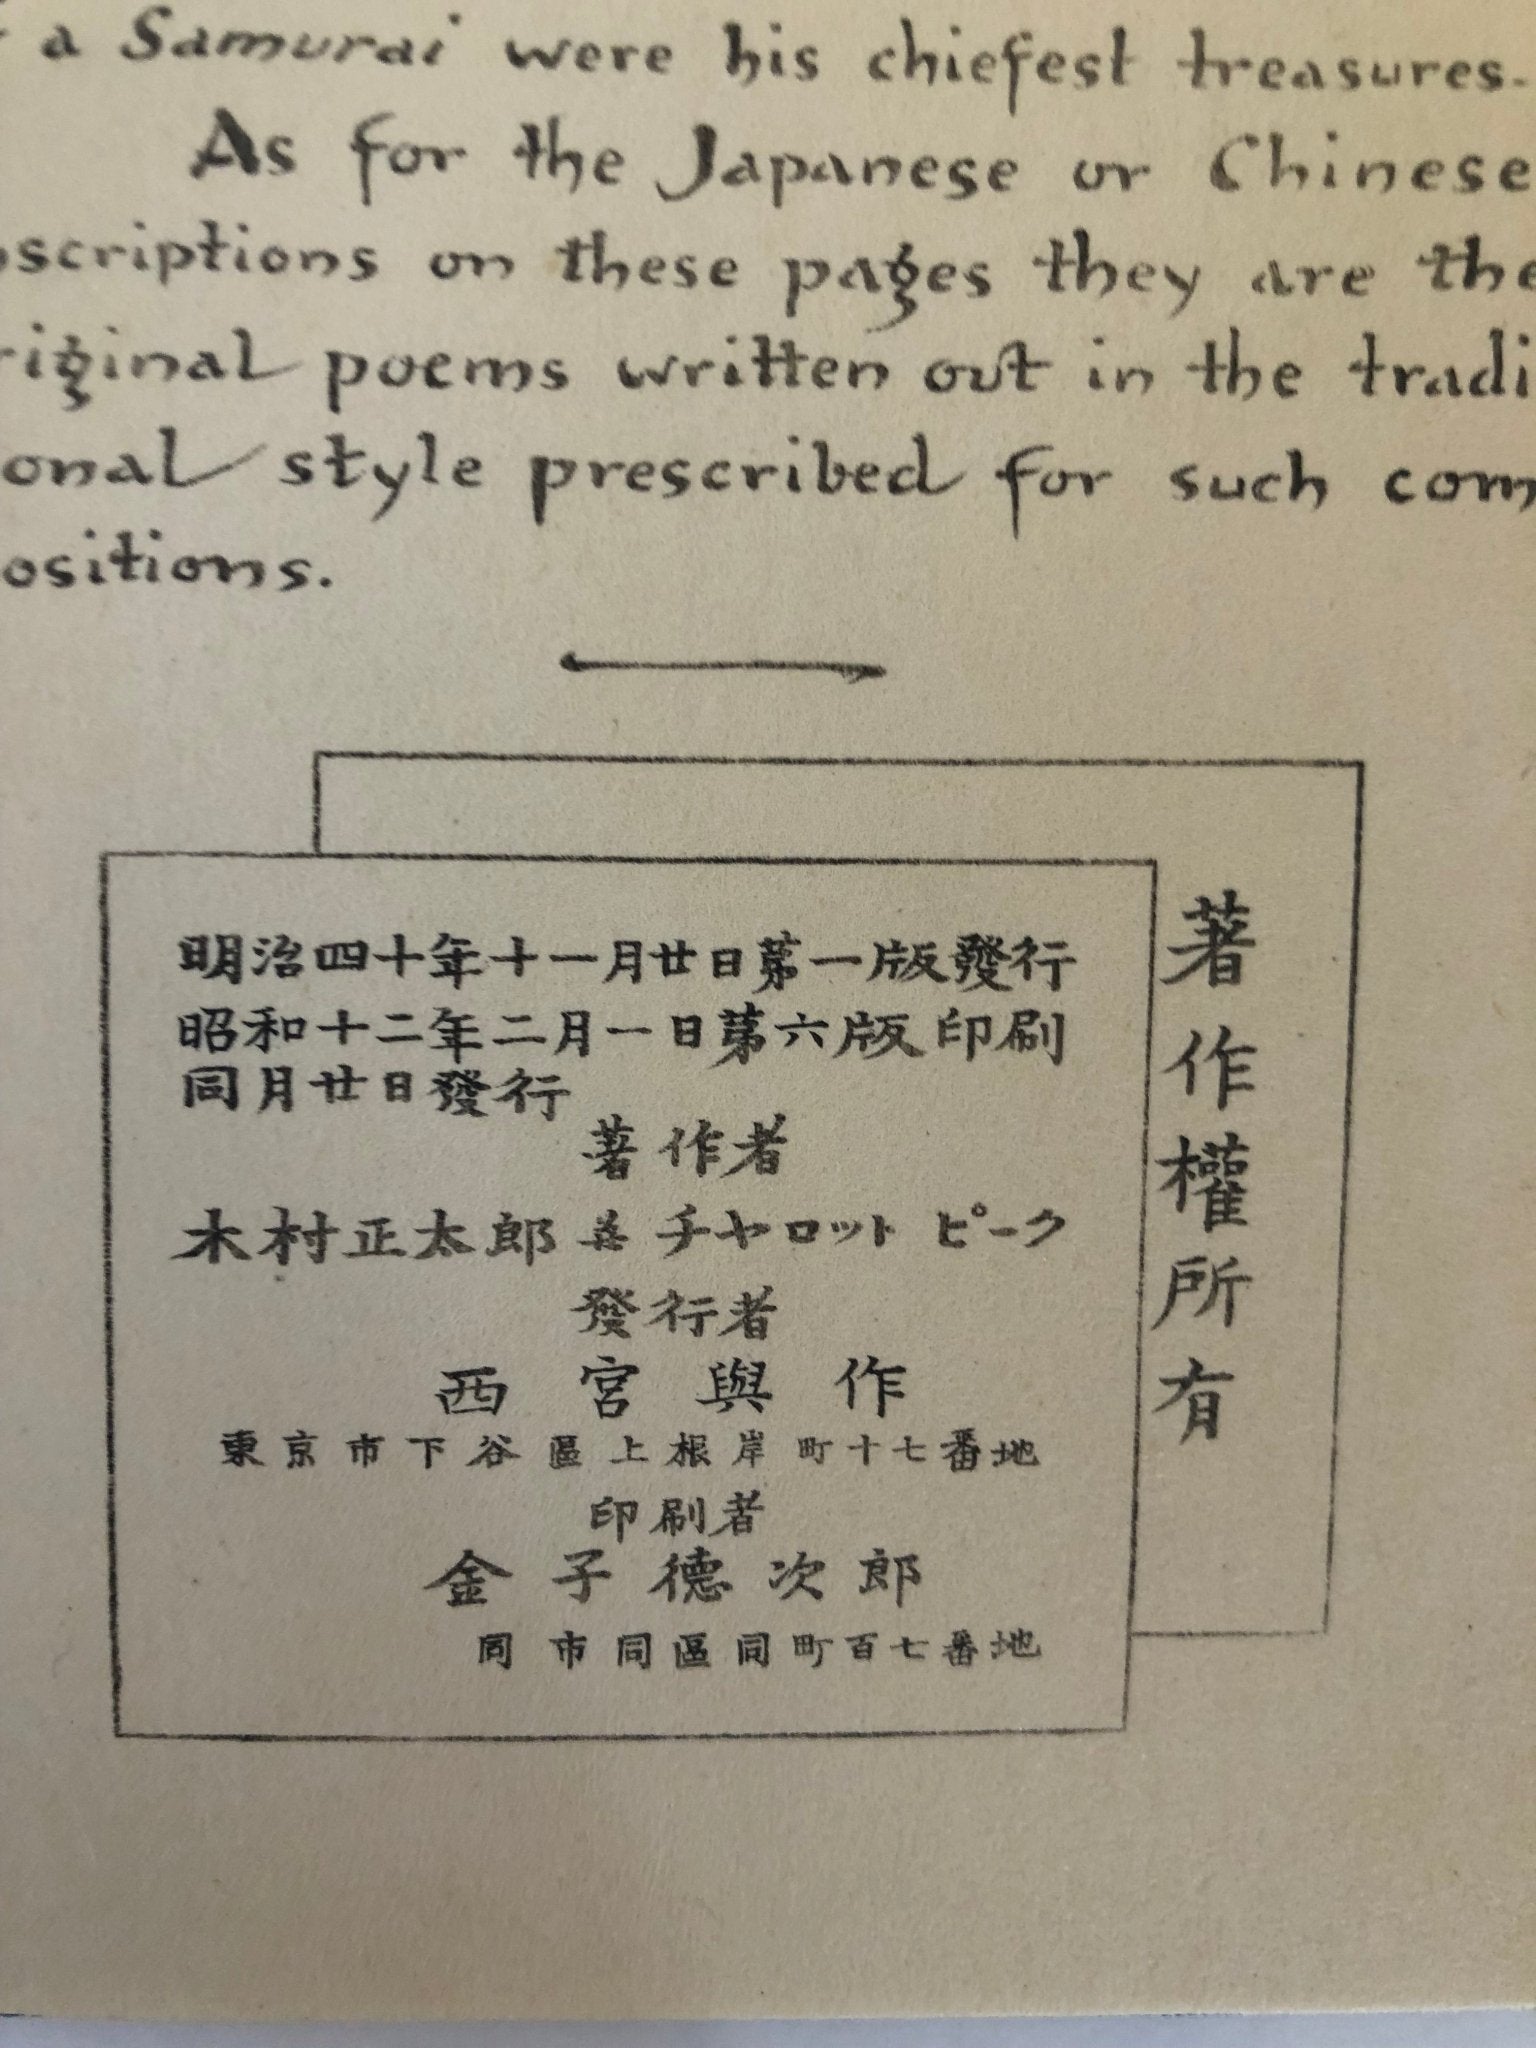 a Samurai were his chiefest treasures.
As for the Japanese or Chinese
scriptions on these pages they are the
riginal poems written out in the tradi
onal style prescribed for such com
ositions.
著作權所有
明治四十年十一月廿日第一版發行
昭和十二年二月一日第六版印刷
同月廿日發行
著作者
木村正太郎 并 チャロット ピーク
發行者
西宮與作
東京市下谷區上根岸町十七番地
印刷者
金子德次郎
同市同區同町百七番地